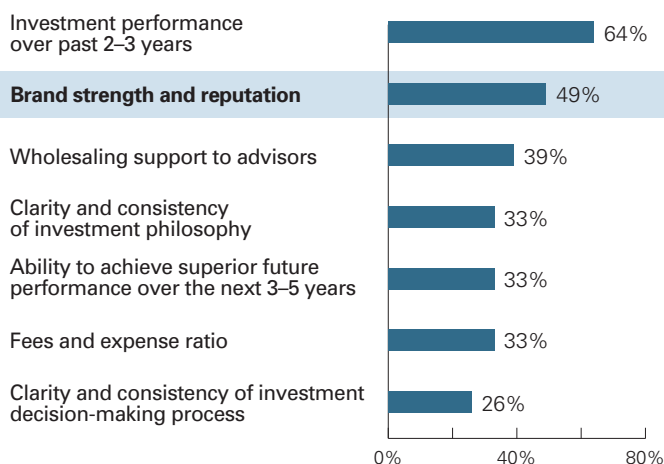 Investment performance
over past 2–3 years
64%
Brand strength and reputation
49%
Wholesaling support to advisors
39%
Clarity and consistency
of investment philosophy
33%
Ability to achieve superior future
performance over the next 3–5 years
33%
Fees and expense ratio
33%
Clarity and consistency of investment
decision-making process
26%
0%
40%
80%